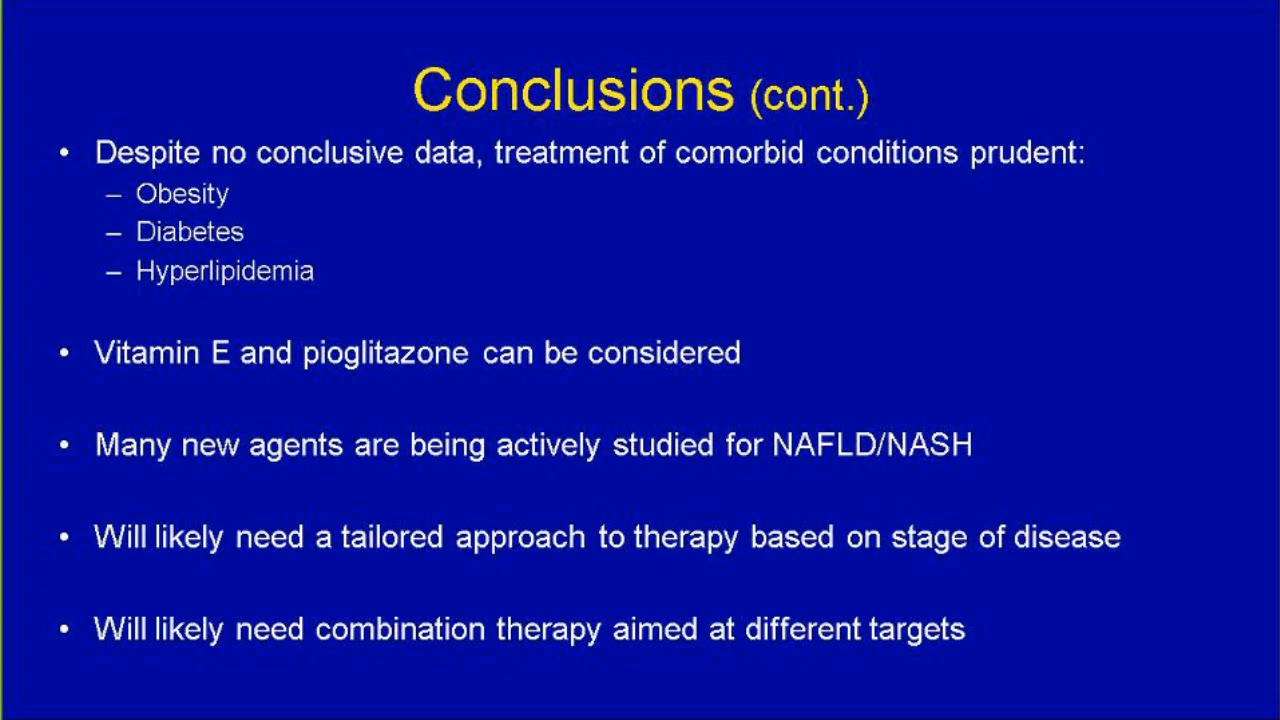 Conclusions (cont.)
• Despite no conclusive data, treatment of comorbid conditions prudent:
– Obesity
– Diabetes
– Hyperlipidemia
• Vitamin E and pioglitazone can be considered
• Many new agents are being actively studied for NAFLD/NASH
• Will likely need a tailored approach to therapy based on stage of disease
• Will likely need combination therapy aimed at different targets